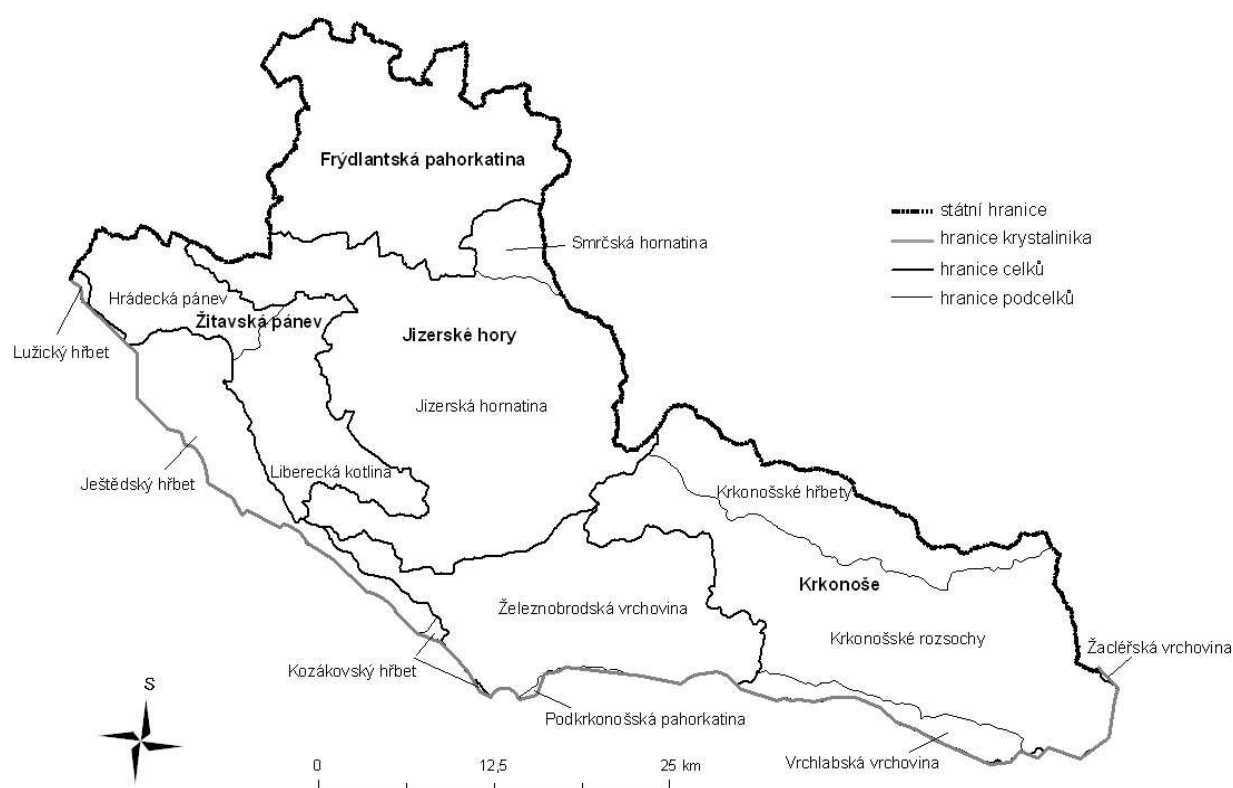 Frýdlantská pahorkatina
státní hranice
hranice krystalinika
hranice celků
hranice podcelků
Smrčská hornatina
Hrádecká pánev
Žitavská pánev
Jizerské hory
Lužický hřbet
Jizerská hornatina
Liberecká kotlina
Ještědský hřbet
Krkonošské hřbety
Krkonoše
Železnobrodská vrchovina
Krkonošské rozsochy
Žacléřská vrchovina
Kozákovský hřbet
S
Podkrkonošská pahorkatina
Vrchlabská vrchovina
0 12,5 25 km